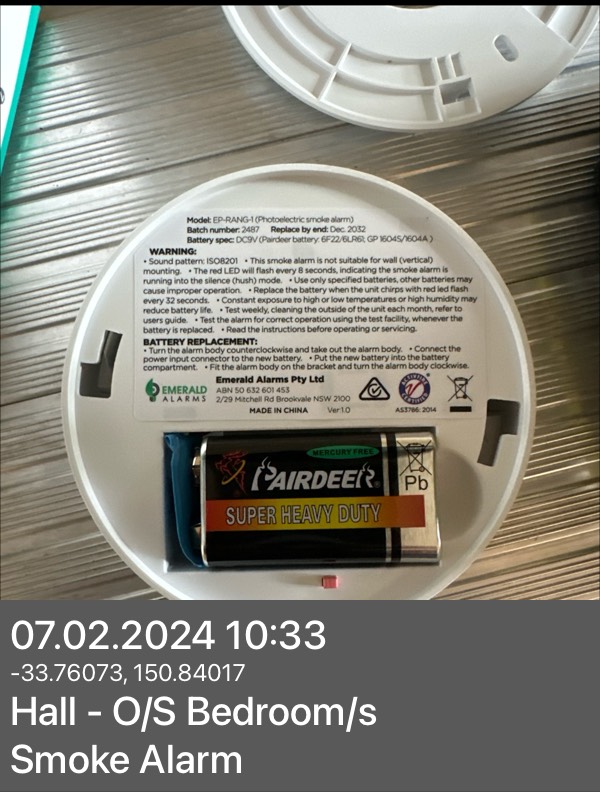 Model: EP-RANG-1 (Photoelectric smoke alarm)
Batch number: 2487 Replace by end: Dec. 2032
Battery spec: DC9V (Pairdeer battery: 6F22/6LR61; GP 1604S/1604A )
WARNING:
• Sound pattern: ISO8201 • This smoke alarm is not suitable for wall (vertical)
mounting. • The red LED will flash every 8 seconds, indicating the smoke alarm is
running into the silence (hush) mode. • Use only specified batteries, other batteries may
cause improper operation. • Replace the battery when the unit chirps with red led flash
every 32 seconds. • Constant exposure to high or low temperatures or high humidity may
reduce battery life. • Test weekly, cleaning the outside of the unit each month, refer to
users guide. • Test the alarm for correct operation using the test facility, whenever the
battery is replaced. • Read the instructions before operating or servicing.
BATTERY REPLACEMENT:
• Turn the alarm body counterclockwise and take out the alarm body. • Connect the
power input connector to the new battery. • Put the new battery into the battery
compartment. • Fit the alarm body on the bracket and turn the alarm body clockwise.
EMERALD
ALARMS
Emerald Alarms Pty Ltd
ABN 50 632 601 453
2/29 Mitchell Rd Brookvale NSW 2100
MADE IN CHINA Ver 1.0
AS3786: 2014
MERCURY FREE
PAIRDEER
Pb
SUPER HEAVY DUTY
07.02.2024 10:33
-33.76073, 150.84017
Hall - O/S Bedroom/s
Smoke Alarm